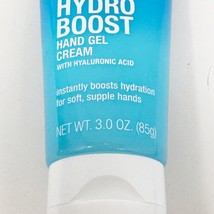 HYDRO
BOOST
HAND GEL
CREAM
WITH HYALURONIC ACID
instantly boosts hydration
for soft, supple hands
NET WT. 3.0 OZ. (85g)